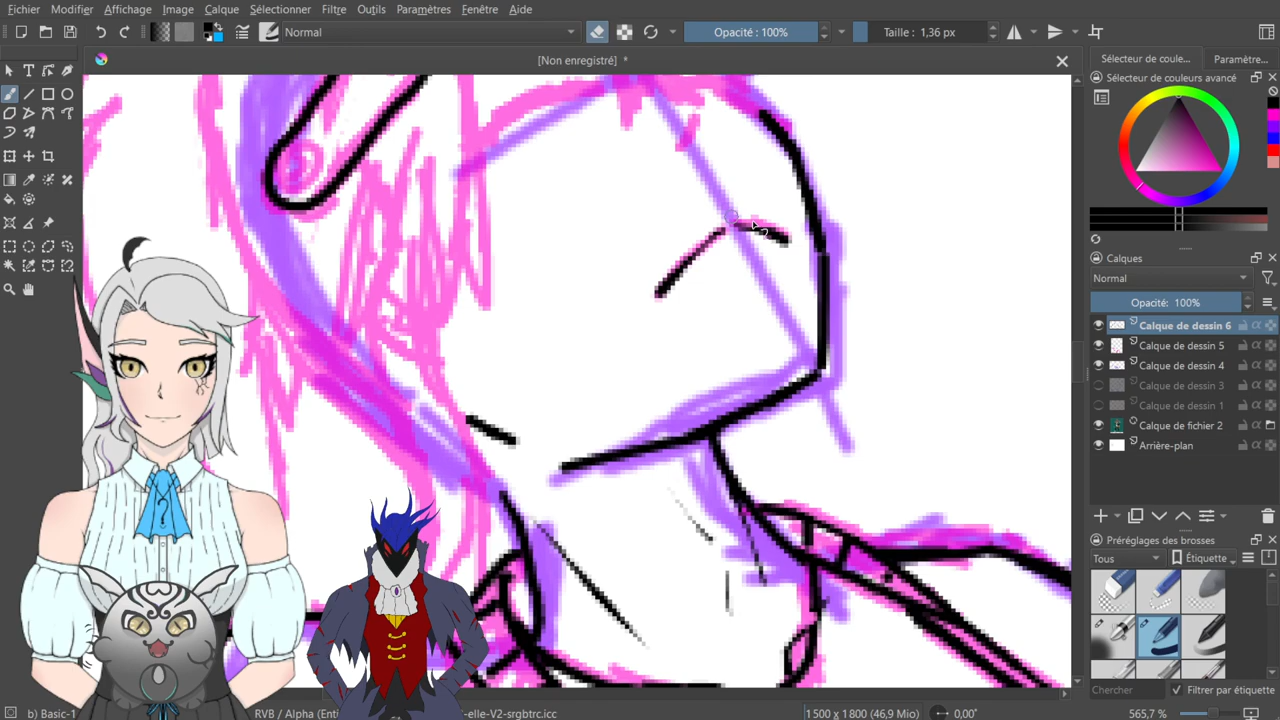 Fichier Modifier Affichage Image Calque Sélectionner Filtre Outils Paramètres Fenêtre Aide
Normal Opacité : 100% Taille : 1,36 px
[Non enregistré] *
Sélecteur de coule... Paramètre...
Sélecteur de couleurs avancé
Calques
Normal
Opacité: 100%
Calque de dessin 6
Calque de dessin 5
Calque de dessin 4
Calque de dessin 3
Calque de dessin 1
Calque de fichier 2
Arrière-plan
Préréglages des brosses
Tous Étiquette
Chercher Filtrer par étiquette
b) Basic-1 RVB / Alpha (Enti -elle-V2-srgbtrc.icc 1 500 x 1 800 (46,9 Mio) 0,00° 565,7 %